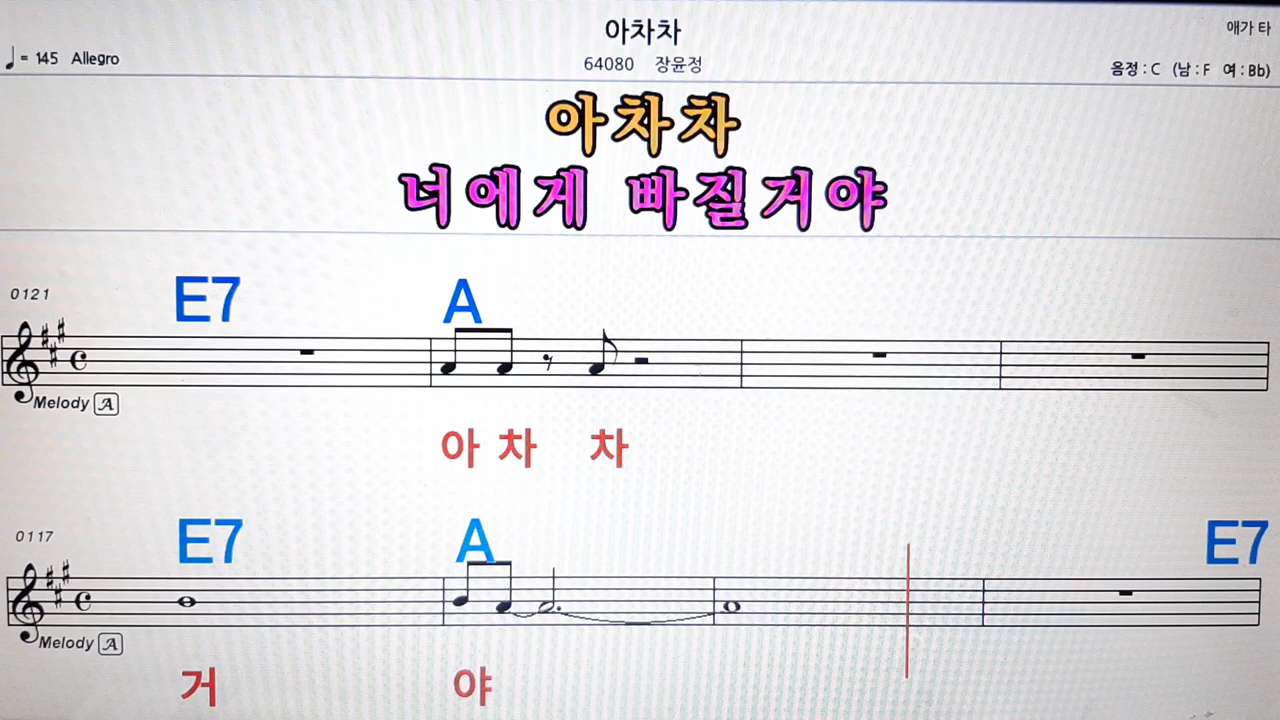 아차차
애가 타
♩= 145 Allegro
64080 장윤정
음정 : C (남 : F 여 : Bb)
아차차
너에게 빠질거야
E7 A
0121
Melody A
아 차 차
E7 A E7
0117
Melody A
거 야